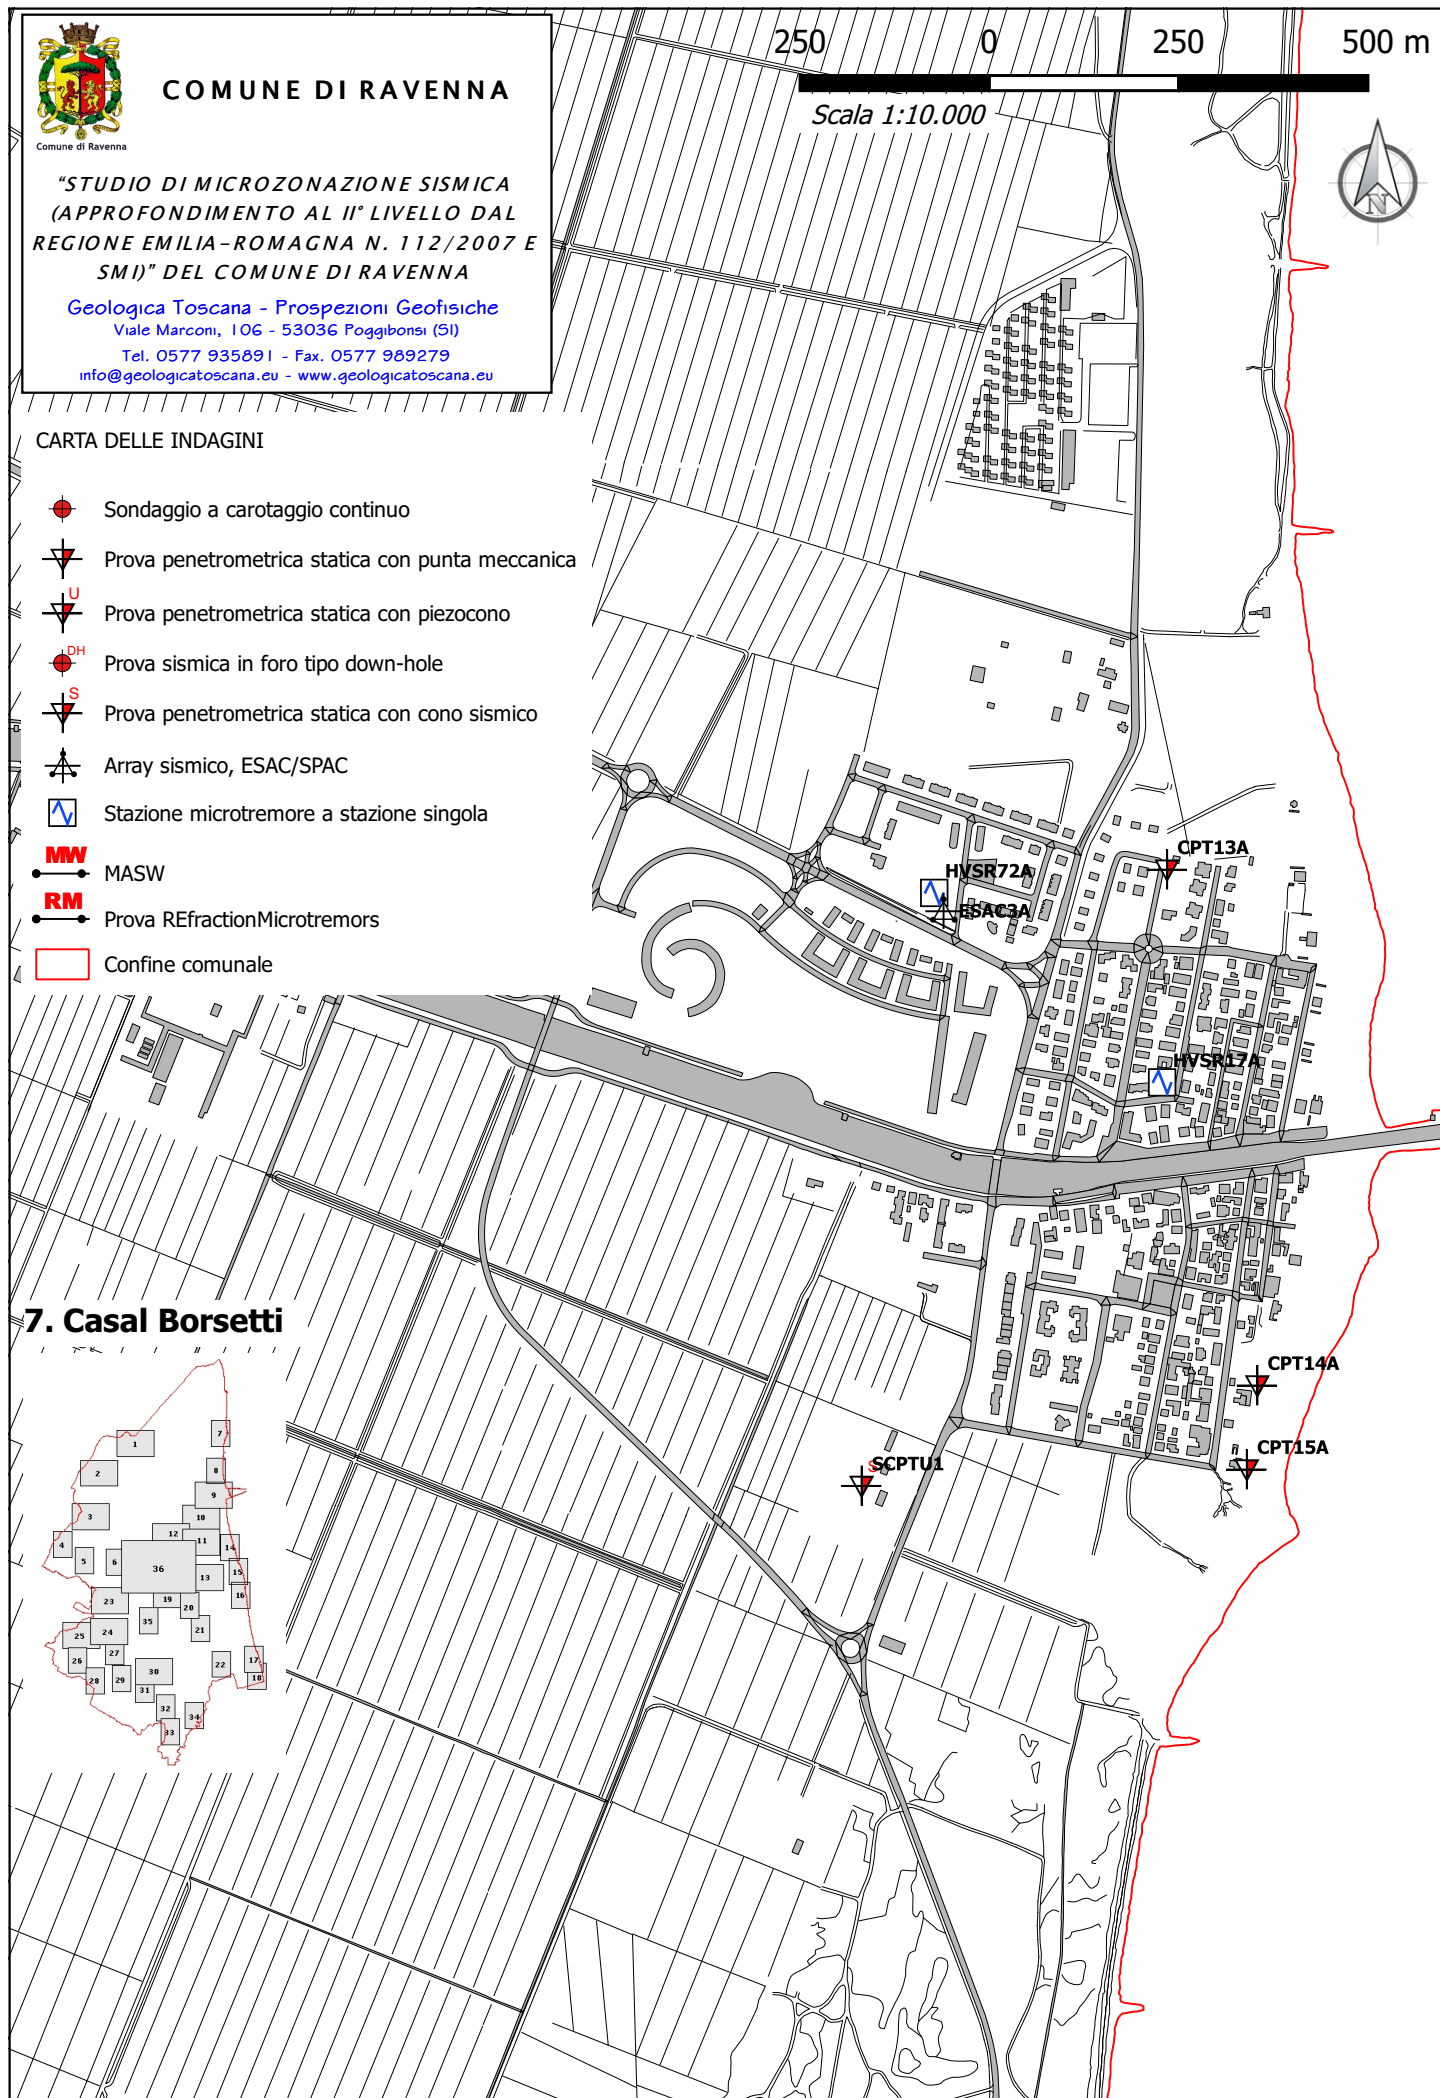 COMUNE DI RAVENNA
Comune di Ravenna
"STUDIO DI MICROZONAZIONE SISMICA
(APPROFONDIMENTO AL II° LIVELLO DAL
REGIONE EMILIA-ROMAGNA N. 112/2007 E
SMI)" DEL COMUNE DI RAVENNA
Geologica Toscana - Prospezioni Geofisiche
Viale Marconi, 106 - 53036 Poggibonsi (SI)
Tel. 0577 935891 - Fax. 0577 989279
info@geologicatoscana.eu - www.geologicatoscana.eu
250 0 250 500 m
Scala 1:10.000
N
CARTA DELLE INDAGINI
Sondaggio a carotaggio continuo
Prova penetrometrica statica con punta meccanica
U
Prova penetrometrica statica con piezocono
DH
Prova sismica in foro tipo down-hole
S
Prova penetrometrica statica con cono sismico
Array sismico, ESAC/SPAC
Stazione microtremore a stazione singola
MW
MASW
RM
Prova REfractionMicrotremors
Confine comunale
CPT13A
HVSR72A
ESAC3A
HVSR17A
CPT14A
CPT15A
S
SCPTU1
7. Casal Borsetti
1
7
2
8
9
3
10
12
11
4
14
5
6
36
13
15
16
23
19
20
35
21
25
24
26
27
22
17
28
29
30
18
31
32
34
33